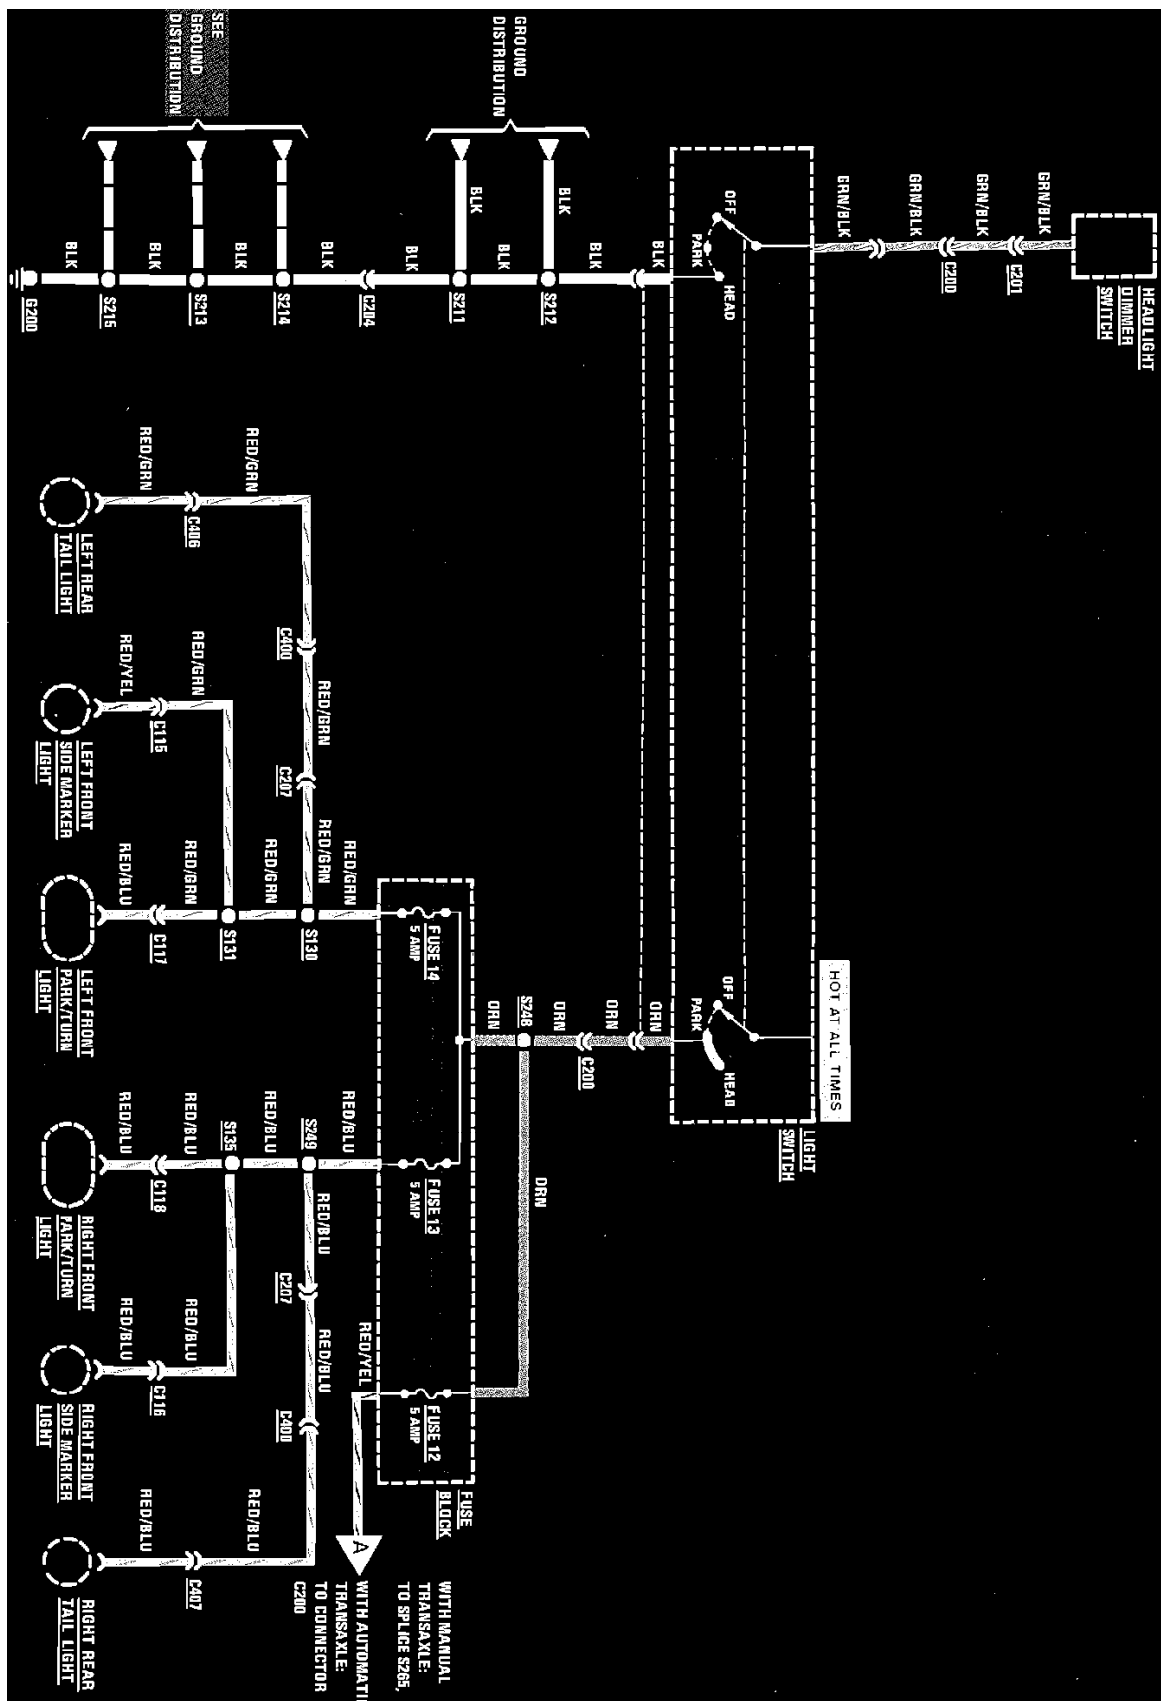 HOT AT ALL TIMES
LIGHT
SWITCH
OFF
PARK
HEAD
OFF
PARK
HEAD
HEADLIGHT
DIMMER
SWITCH
GRN/BLK
C201
GRN/BLK
C200
GRN/BLK
GRN/BLK
BLK
BLK
S212
BLK
BLK
S211
BLK
GROUND
DISTRIBUTION
BLK
C204
BLK
S214
BLK
S213
BLK
S215
BLK
G200
SEE
GROUND
DISTRIBUTION
ORN
ORN
C200
ORN
S248
ORN
ORN
FUSE
BLOCK
FUSE 14
5 AMP
FUSE 13
5 AMP
FUSE 12
5 AMP
RED/GRN
S130
RED/GRN
C207
RED/GRN
C400
RED/GRN
C406
RED/GRN
LEFT REAR
TAIL LIGHT
RED/GRN
S131
RED/GRN
C115
RED/YEL
LEFT FRONT
SIDE MARKER
LIGHT
RED/GRN
C117
RED/BLU
LEFT FRONT
PARK/TURN
LIGHT
RED/BLU
S249
RED/BLU
S135
RED/BLU
C118
RED/BLU
RIGHT FRONT
PARK/TURN
LIGHT
RED/BLU
C116
RED/BLU
RIGHT FRONT
SIDE MARKER
LIGHT
RED/BLU
C207
RED/BLU
C400
RED/BLU
C407
RED/BLU
RIGHT REAR
TAIL LIGHT
RED/YEL
A
WITH MANUAL
TRANSAXLE:
TO SPLICE S265,
WITH AUTOMATI
TRANSAXLE:
TO CONNECTOR
C200